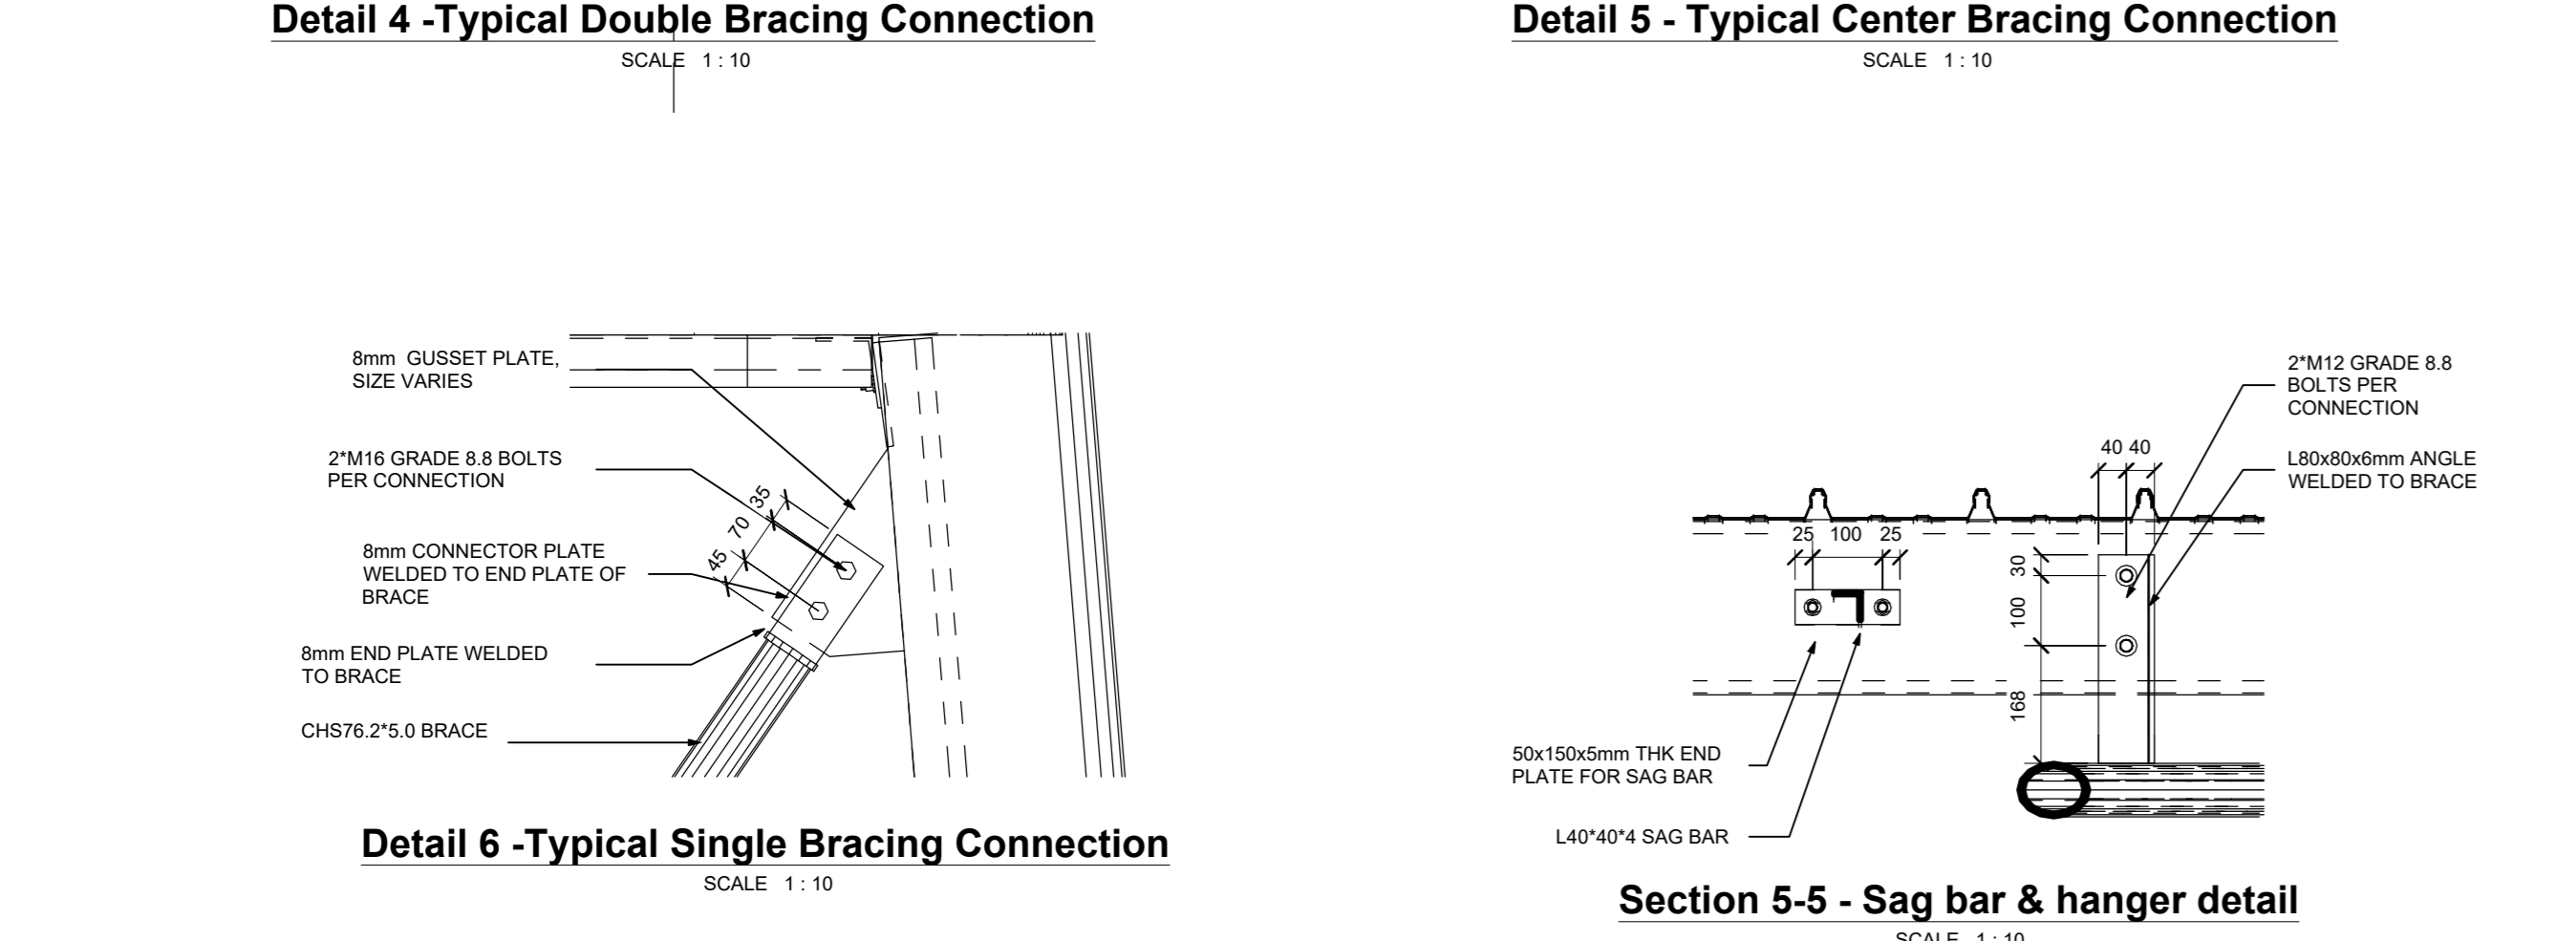 Detail 4 -Typical Double Bracing Connection
SCALE 1 : 10
Detail 5 - Typical Center Bracing Connection
SCALE 1 : 10
8mm GUSSET PLATE,
SIZE VARIES
2*M16 GRADE 8.8 BOLTS
PER CONNECTION
35
70
45
8mm CONNECTOR PLATE
WELDED TO END PLATE OF
BRACE
8mm END PLATE WELDED
TO BRACE
CHS76.2*5.0 BRACE
Detail 6 -Typical Single Bracing Connection
SCALE 1 : 10
2*M12 GRADE 8.8
BOLTS PER
CONNECTION
40 40
L80x80x6mm ANGLE
WELDED TO BRACE
25 100 25
30
100
168
50x150x5mm THK END
PLATE FOR SAG BAR
L40*40*4 SAG BAR
Section 5-5 - Sag bar & hanger detail
SCALE 1 : 10